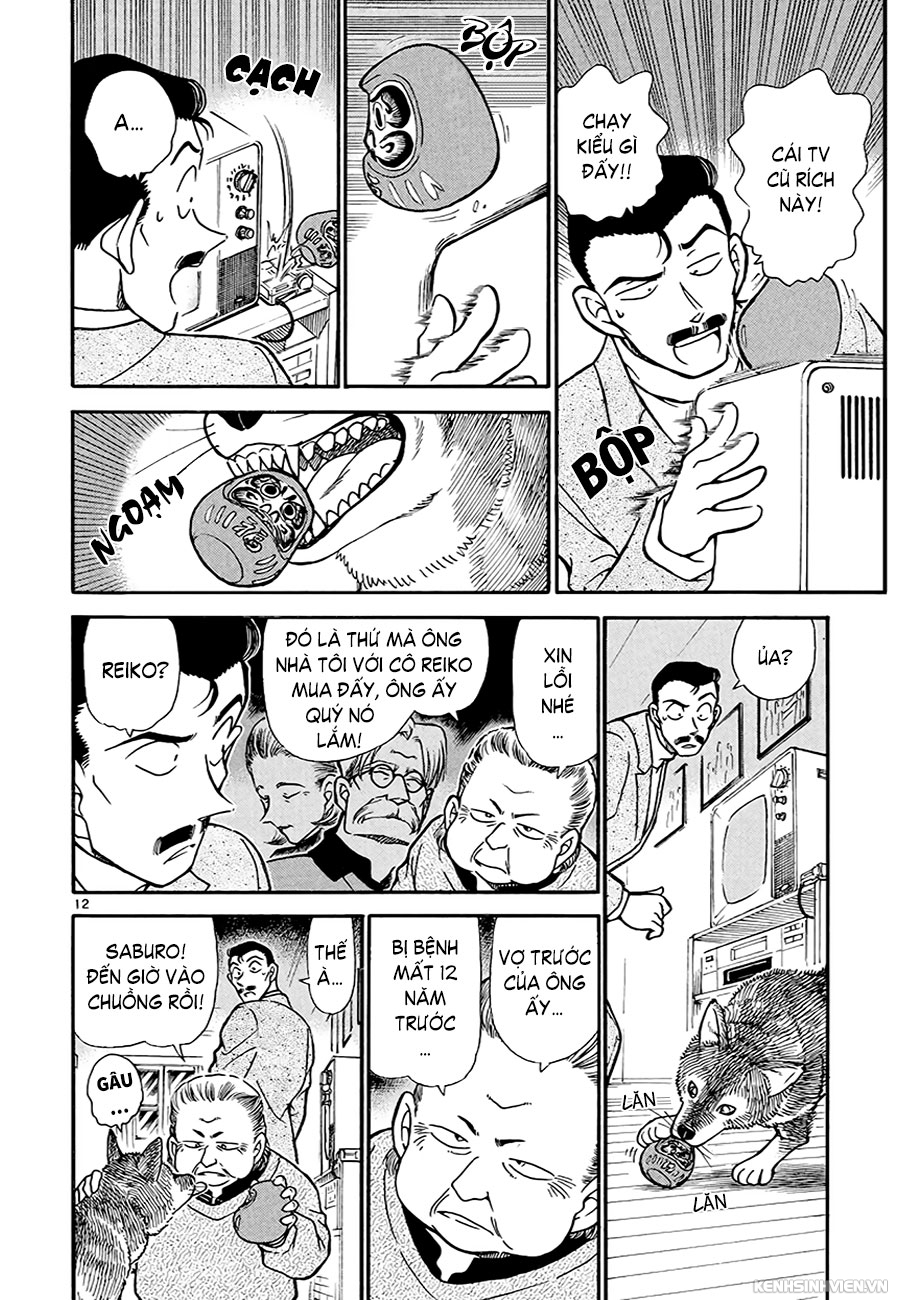 CÁI TV
CŨ RÍCH
NÀY!
CHẠY
KIỂU GÌ
ĐẤY!!
BỘP
BỘP
A...
CẠCH
NGOẠM
ỦA?
LĂN
LĂN
XIN
LỖI
NHÉ
...
ĐÓ LÀ THỨ MÀ ÔNG
NHÀ TÔI VỚI CÔ REIKO
MUA ĐẤY, ÔNG ẤY
QUÝ NÓ
LẮM!
REIKO?
12
VỢ TRƯỚC
CỦA ÔNG
ẤY...
BỊ BỆNH
MẤT 12
NĂM
TRƯỚC
...
THẾ
À...
SABURO!
ĐẾN GIỜ VÀO
CHUỒNG RỒI!
GÂU
...
KENHSINHVIEN.VN